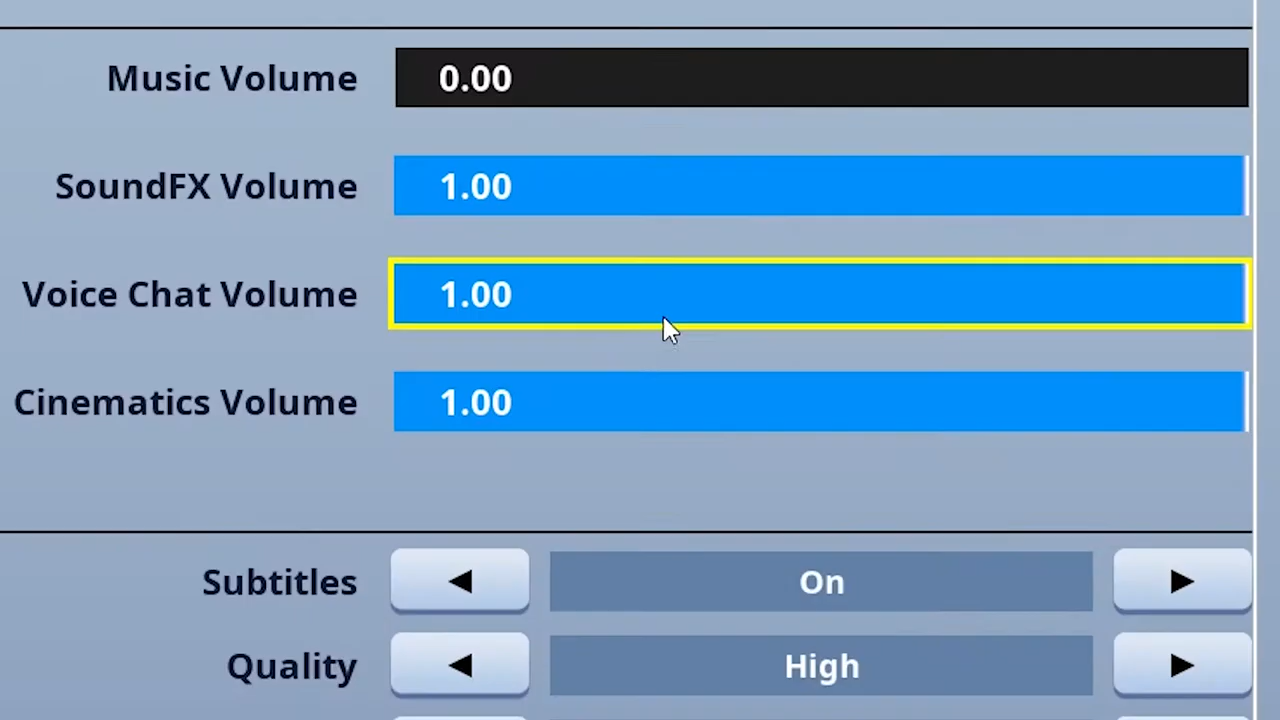 Music Volume 0.00
SoundFX Volume 1.00
Voice Chat Volume 1.00
Cinematics Volume 1.00
Subtitles On
Quality High